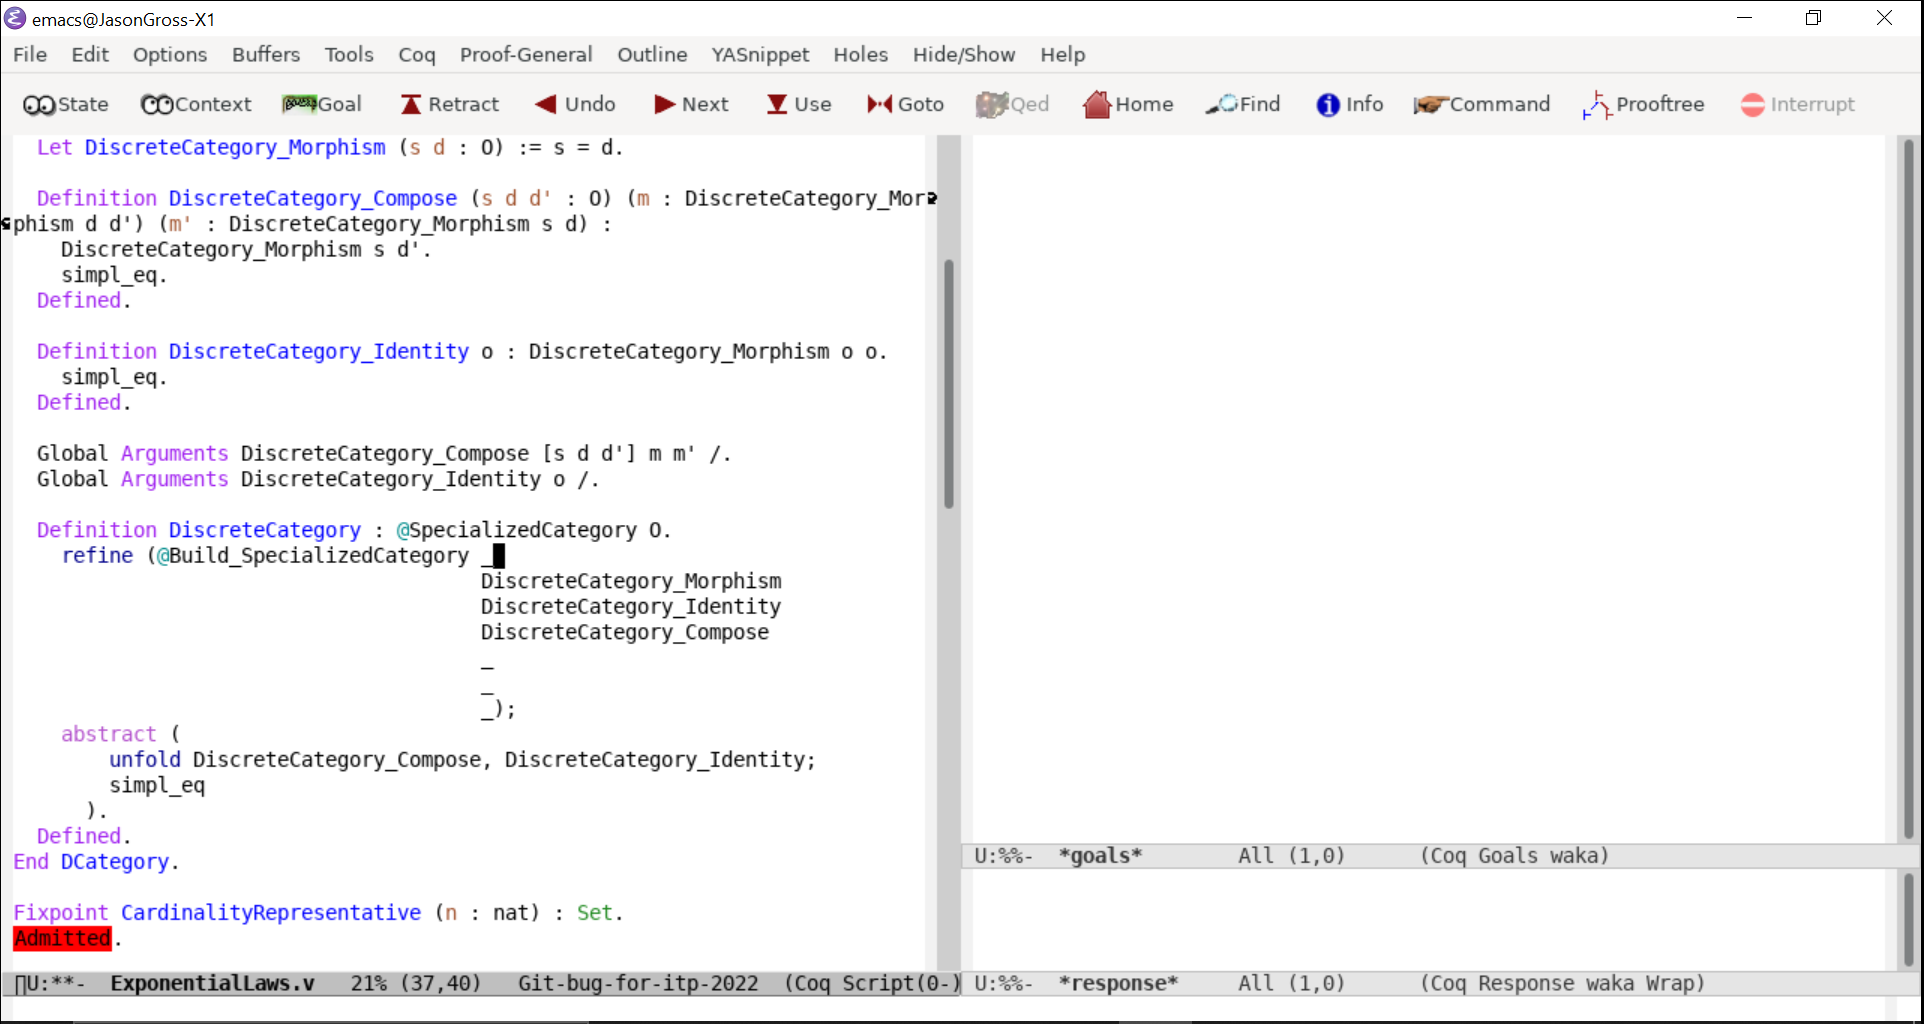 emacs@JasonGross-X1
File Edit Options Buffers Tools Coq Proof-General Outline YASnippet Holes Hide/Show Help
State Context Goal Retract Undo Next Use Goto Qed Home Find Info Command Prooftree Interrupt
Let DiscreteCategory_Morphism (s d : O) := s = d.
Definition DiscreteCategory_Compose (s d d' : O) (m : DiscreteCategory_Mor
phism d d') (m' : DiscreteCategory_Morphism s d) :
DiscreteCategory_Morphism s d'.
simpl_eq.
Defined.
Definition DiscreteCategory_Identity o : DiscreteCategory_Morphism o o.
simpl_eq.
Defined.
Global Arguments DiscreteCategory_Compose [s d d'] m m' /.
Global Arguments DiscreteCategory_Identity o /.
Definition DiscreteCategory : @SpecializedCategory O.
refine (@Build_SpecializedCategory _
DiscreteCategory_Morphism
DiscreteCategory_Identity
DiscreteCategory_Compose
_
_
_);
abstract (
unfold DiscreteCategory_Compose, DiscreteCategory_Identity;
simpl_eq
).
Defined.
End DCategory.
Fixpoint CardinalityRepresentative (n : nat) : Set.
Admitted.
U:**- ExponentialLaws.v 21% (37,40) Git-bug-for-itp-2022 (Coq Script(0-)
U:%%- *goals* All (1,0) (Coq Goals waka)
U:%%- *response* All (1,0) (Coq Response waka Wrap)